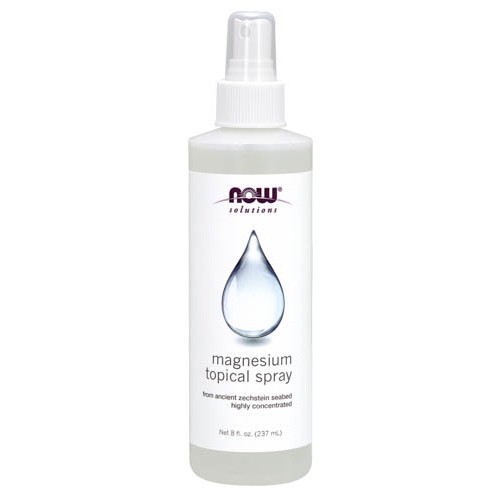 now®
solutions
magnesium
topical spray
from ancient zechstein seabed
highly concentrated
Net 8 fl. oz. (237 mL)